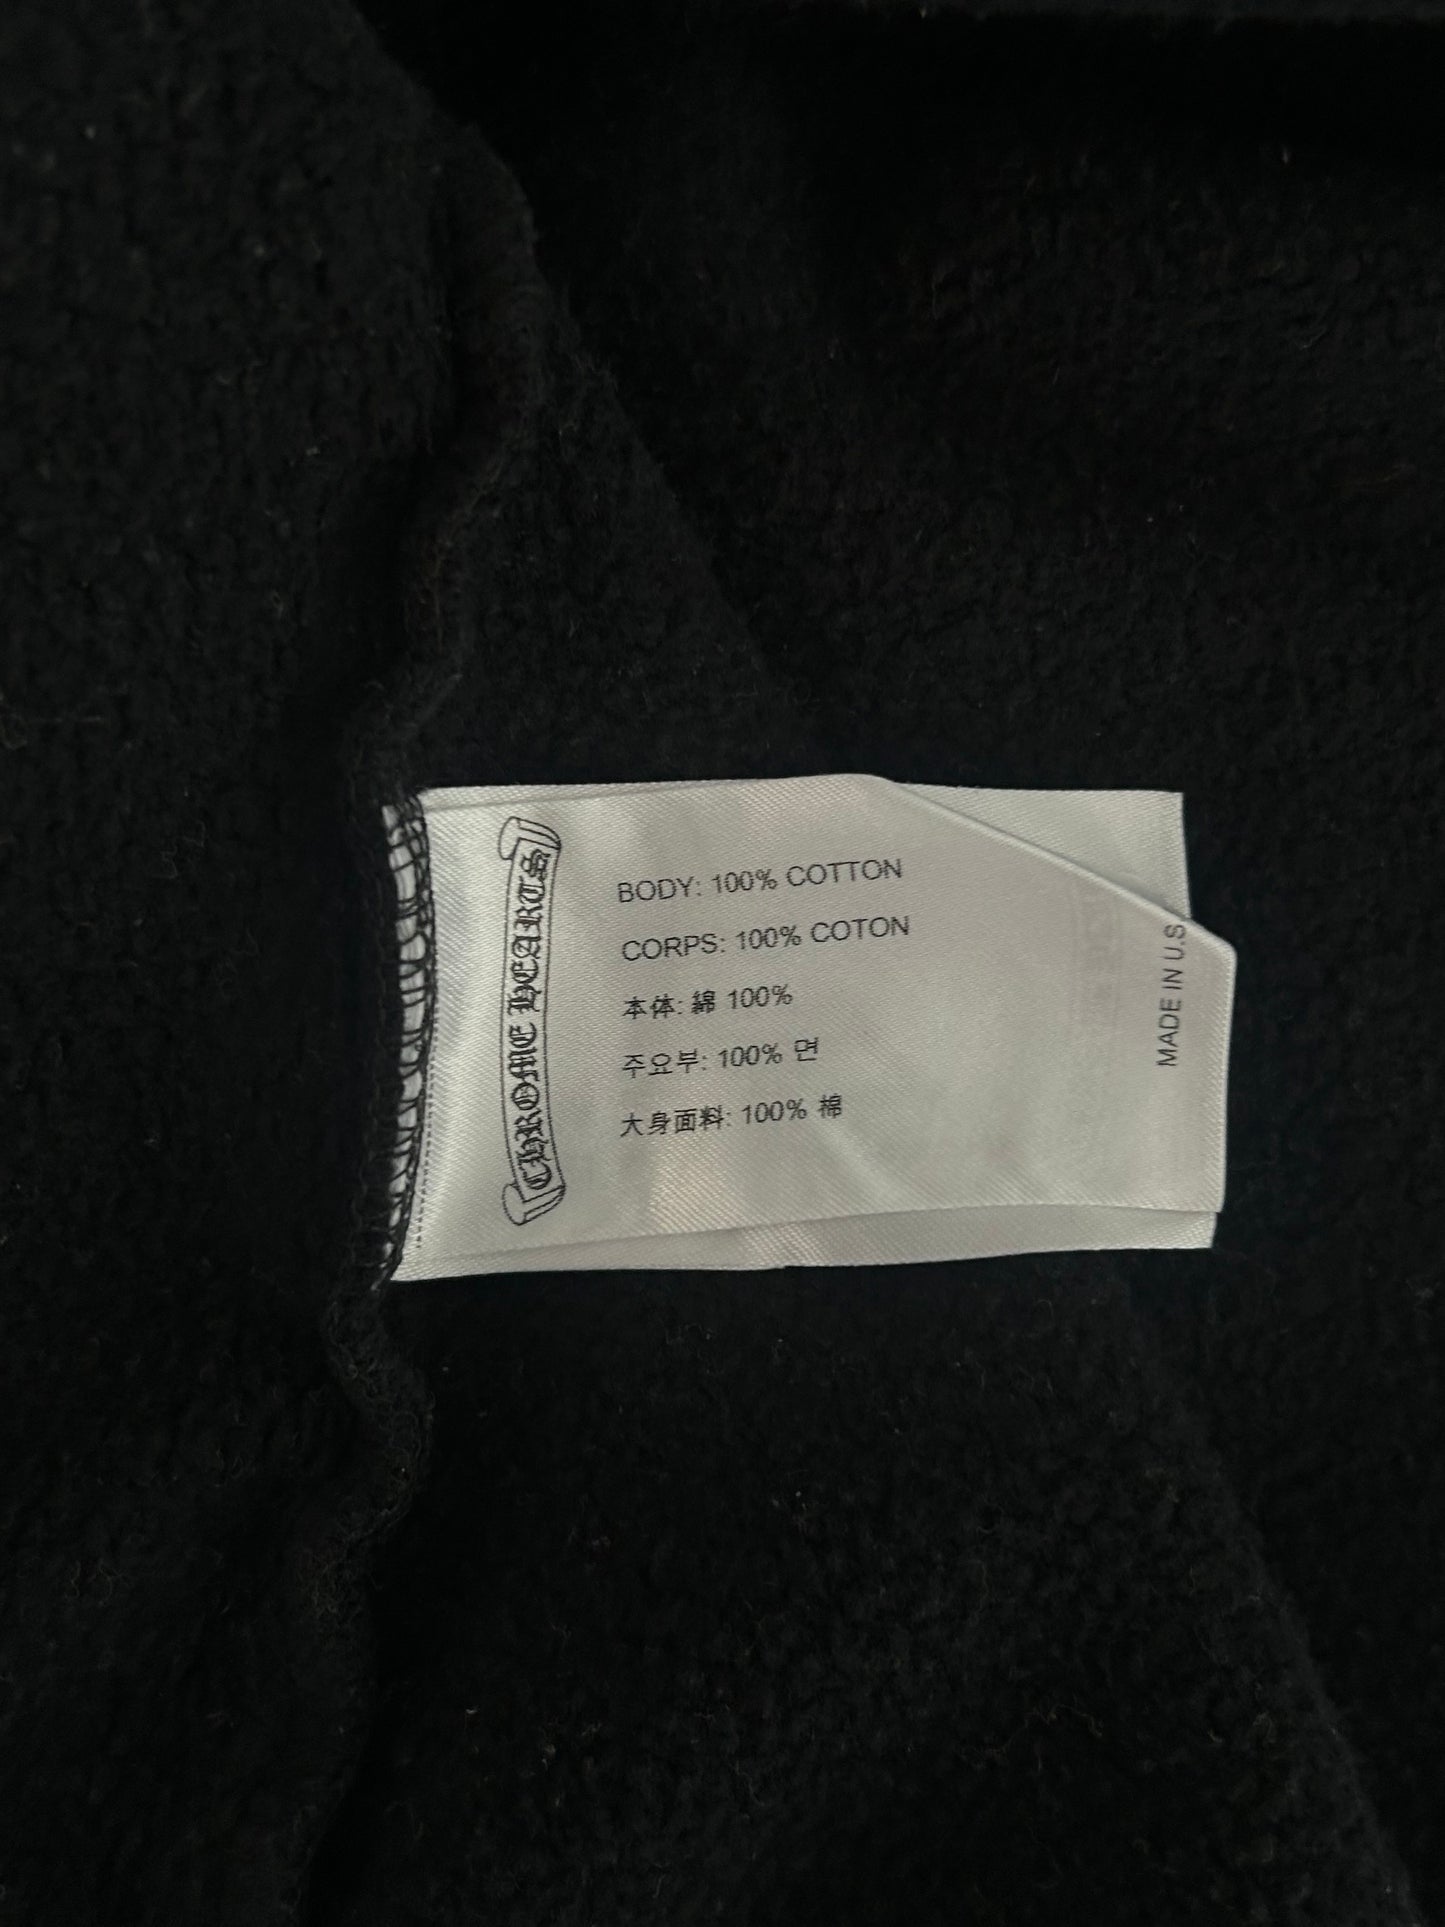 CHROME HEARTS
BODY: 100% COTTON
CORPS: 100% COTON
本体: 綿 100%
주요부: 100% 면
大身面料: 100% 棉
MADE IN U.S